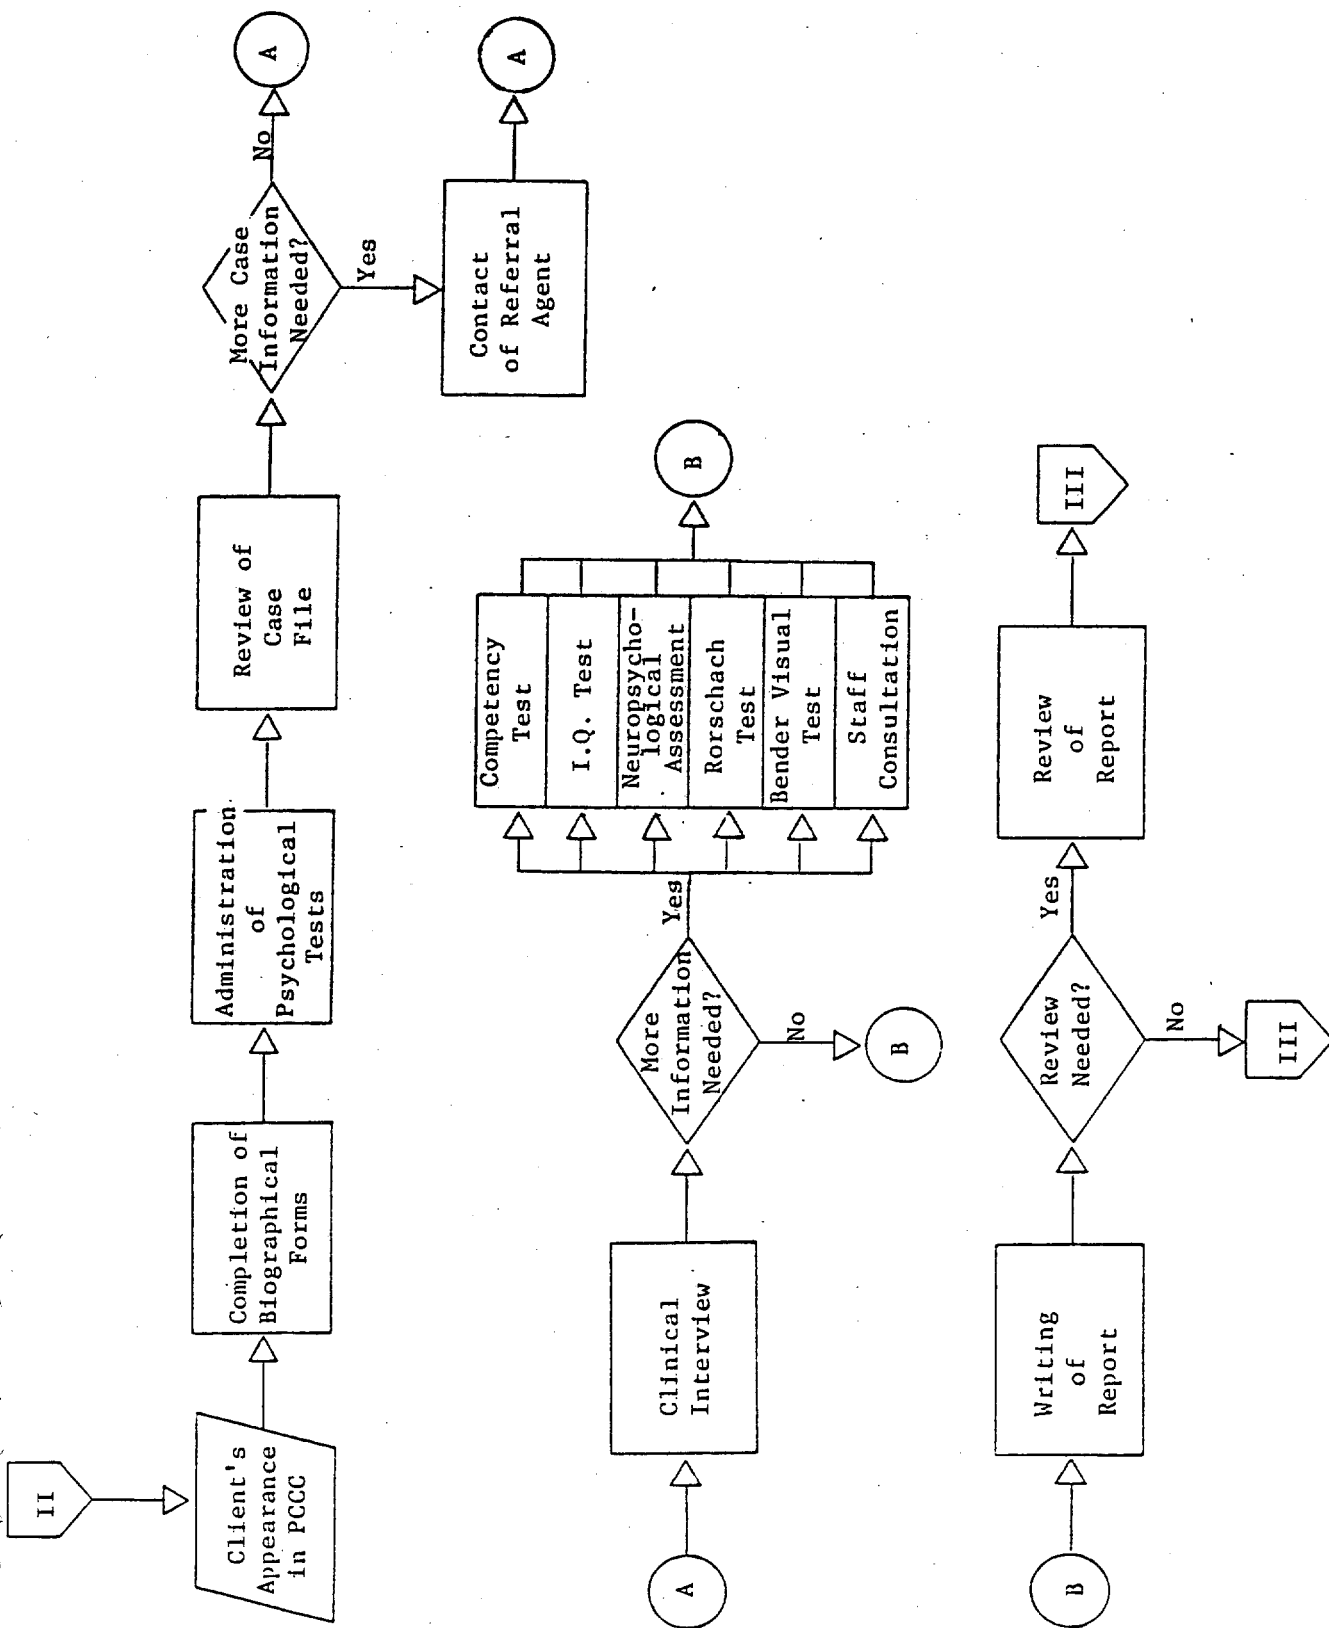 II
Client's
Appearance
in PCCC
Completion of
Biographical
Forms
Administration
of
Psychological
Tests
Review of
Case
File
More Case
Information
Needed?
No
A
Yes
Contact
of Referral
Agent
A
A
Clinical
Interview
More
Information
Needed?
No
B
Yes
Competency
Test
I.Q. Test
Neuropsycho-
logical
Assessment
Rorschach
Test
Bender Visual
Test
Staff
Consultation
B
B
Writing
of
Report
Review
Needed?
No
III
Yes
Review
of
Report
III